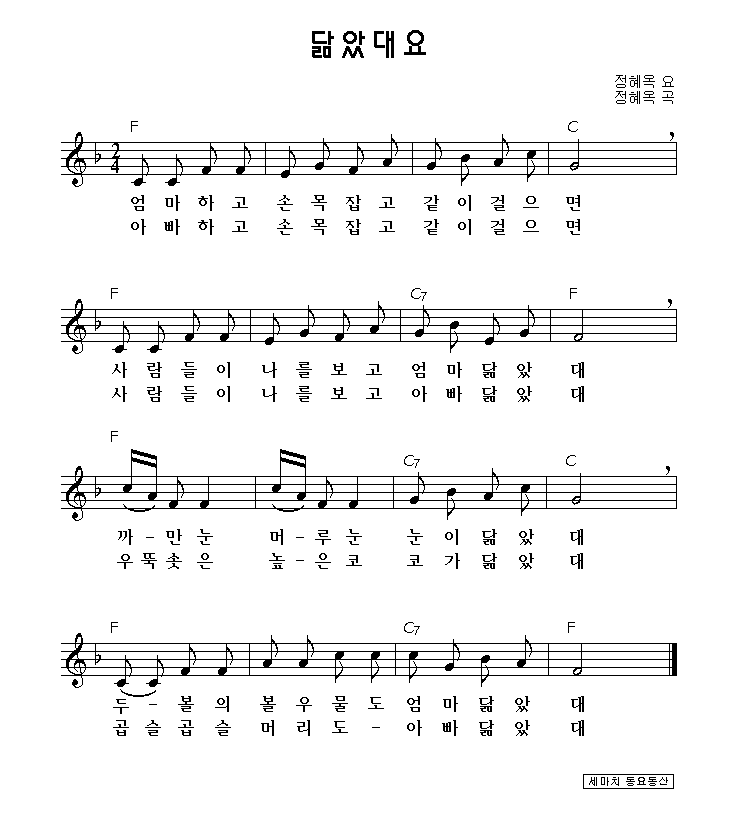 닮았대요
정혜옥 요
정혜옥 곡
F C
2/4
엄마하고 손목잡고 같이걸으면
아빠하고 손목잡고 같이걸으면
F C7 F
사람들이 나를보고 엄마닮았대
사람들이 나를보고 아빠닮았대
F C7 C
까-만눈 머-루눈 눈이닮았대
우뚝솟은 높-은코 코가닮았대
F C7 F
두-볼의 볼우물도 엄마닮았대
곱슬곱슬 머리도- 아빠닮았대
세마치 동요동산